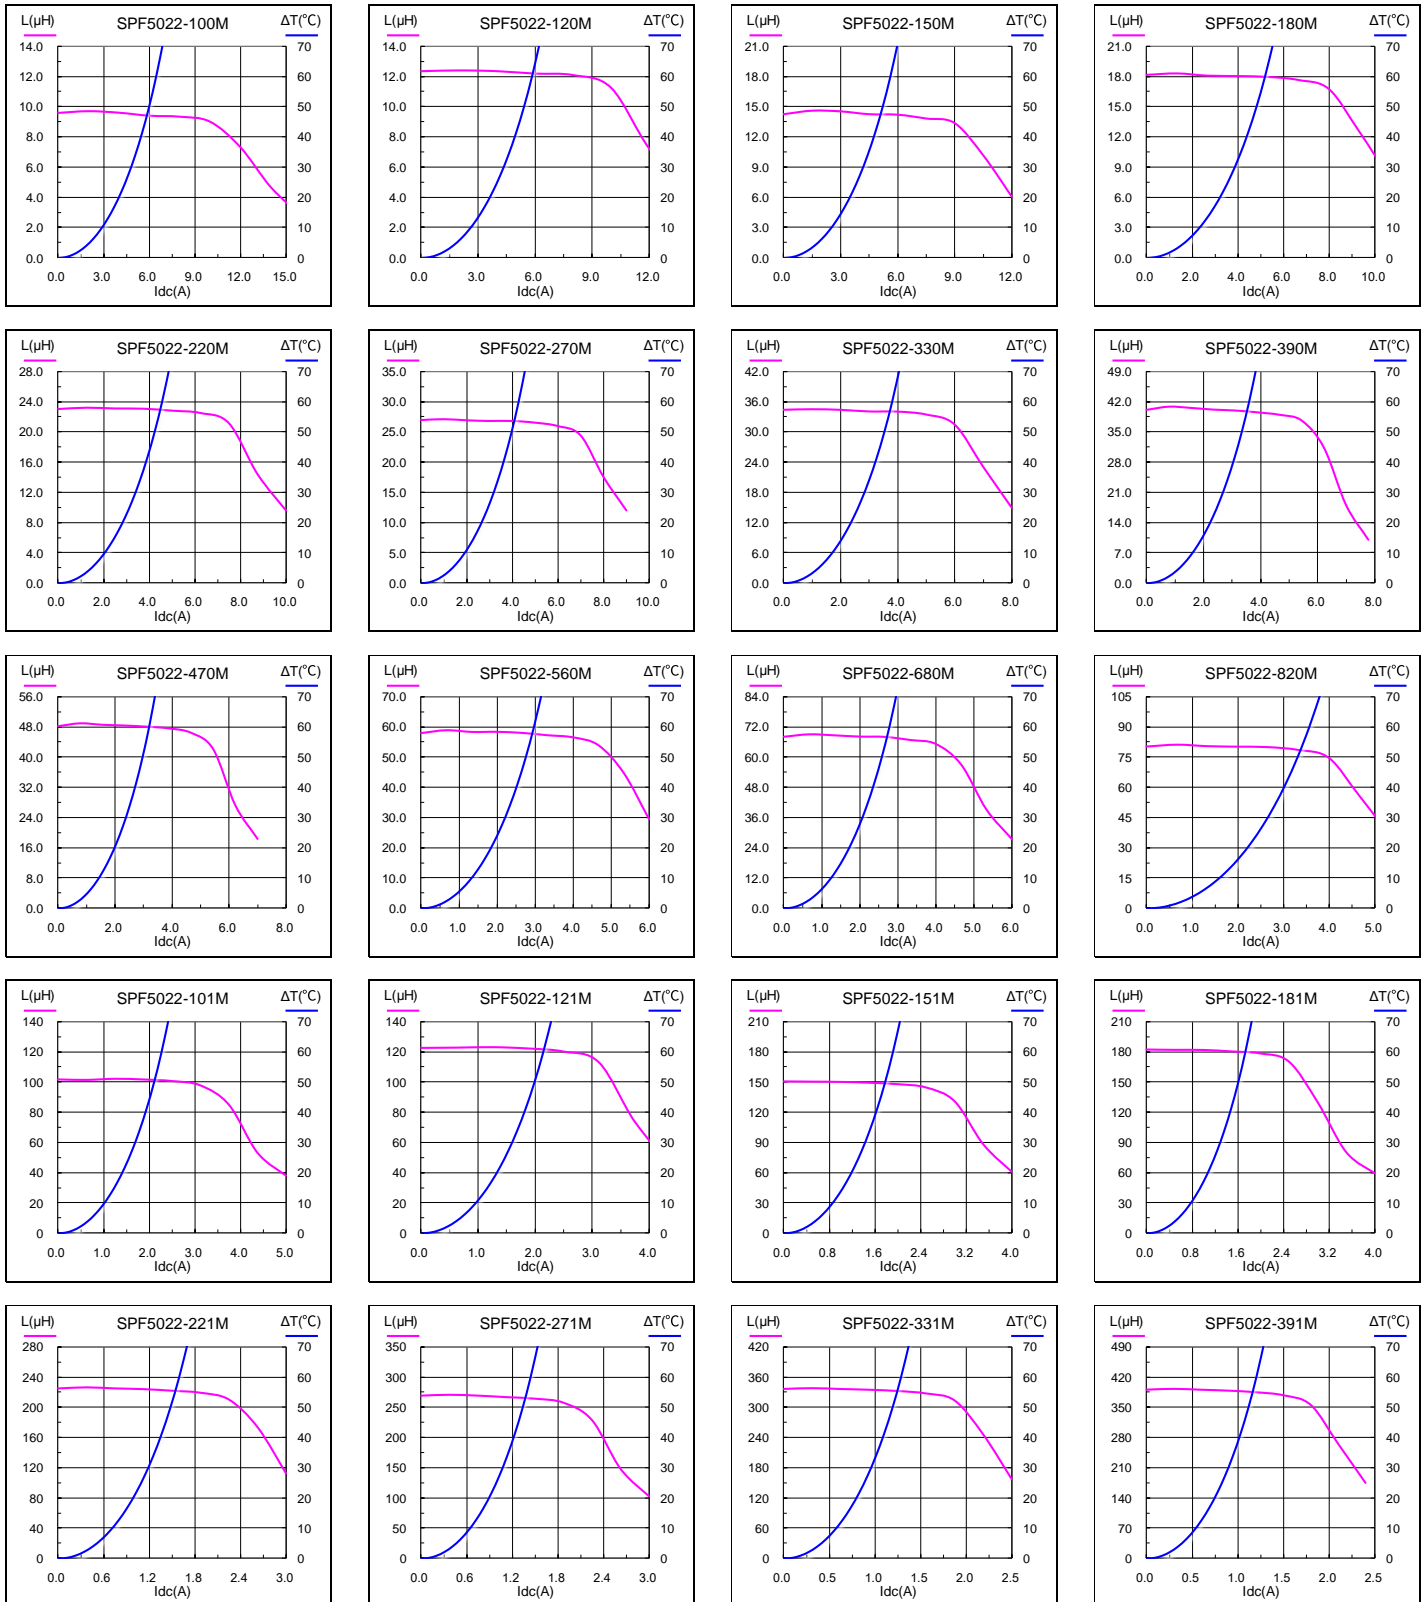 L(μH) SPF5022-100M ΔT(℃)
14.0 70
12.0 60
10.0 50
8.0 40
6.0 30
4.0 20
2.0 10
0.0 0
0.0 3.0 6.0 9.0 12.0 15.0
Idc(A)
L(μH) SPF5022-120M ΔT(℃)
14.0 70
12.0 60
10.0 50
8.0 40
6.0 30
4.0 20
2.0 10
0.0 0
0.0 3.0 6.0 9.0 12.0
Idc(A)
L(μH) SPF5022-150M ΔT(℃)
21.0 70
18.0 60
15.0 50
12.0 40
9.0 30
6.0 20
3.0 10
0.0 0
0.0 3.0 6.0 9.0 12.0
Idc(A)
L(μH) SPF5022-180M ΔT(℃)
21.0 70
18.0 60
15.0 50
12.0 40
9.0 30
6.0 20
3.0 10
0.0 0
0.0 2.0 4.0 6.0 8.0 10.0
Idc(A)
L(μH) SPF5022-220M ΔT(℃)
28.0 70
24.0 60
20.0 50
16.0 40
12.0 30
8.0 20
4.0 10
0.0 0
0.0 2.0 4.0 6.0 8.0 10.0
Idc(A)
L(μH) SPF5022-270M ΔT(℃)
35.0 70
30.0 60
25.0 50
20.0 40
15.0 30
10.0 20
5.0 10
0.0 0
0.0 2.0 4.0 6.0 8.0 10.0
Idc(A)
L(μH) SPF5022-330M ΔT(℃)
42.0 70
36.0 60
30.0 50
24.0 40
18.0 30
12.0 20
6.0 10
0.0 0
0.0 2.0 4.0 6.0 8.0
Idc(A)
L(μH) SPF5022-390M ΔT(℃)
49.0 70
42.0 60
35.0 50
28.0 40
21.0 30
14.0 20
7.0 10
0.0 0
0.0 2.0 4.0 6.0 8.0
Idc(A)
L(μH) SPF5022-470M ΔT(℃)
56.0 70
48.0 60
40.0 50
32.0 40
24.0 30
16.0 20
8.0 10
0.0 0
0.0 2.0 4.0 6.0 8.0
Idc(A)
L(μH) SPF5022-560M ΔT(℃)
70.0 70
60.0 60
50.0 50
40.0 40
30.0 30
20.0 20
10.0 10
0.0 0
0.0 1.0 2.0 3.0 4.0 5.0 6.0
Idc(A)
L(μH) SPF5022-680M ΔT(℃)
84.0 70
72.0 60
60.0 50
48.0 40
36.0 30
24.0 20
12.0 10
0.0 0
0.0 1.0 2.0 3.0 4.0 5.0 6.0
Idc(A)
L(μH) SPF5022-820M ΔT(℃)
105 70
90 60
75 50
60 40
45 30
30 20
15 10
0 0
0.0 1.0 2.0 3.0 4.0 5.0
Idc(A)
L(μH) SPF5022-101M ΔT(℃)
140 70
120 60
100 50
80 40
60 30
40 20
20 10
0 0
0.0 1.0 2.0 3.0 4.0 5.0
Idc(A)
L(μH) SPF5022-121M ΔT(℃)
140 70
120 60
100 50
80 40
60 30
40 20
20 10
0 0
0.0 1.0 2.0 3.0 4.0
Idc(A)
L(μH) SPF5022-151M ΔT(℃)
210 70
180 60
150 50
120 40
90 30
60 20
30 10
0 0
0.0 0.8 1.6 2.4 3.2 4.0
Idc(A)
L(μH) SPF5022-181M ΔT(℃)
210 70
180 60
150 50
120 40
90 30
60 20
30 10
0 0
0.0 0.8 1.6 2.4 3.2 4.0
Idc(A)
L(μH) SPF5022-221M ΔT(℃)
280 70
240 60
200 50
160 40
120 30
80 20
40 10
0 0
0.0 0.6 1.2 1.8 2.4 3.0
Idc(A)
L(μH) SPF5022-271M ΔT(℃)
350 70
300 60
250 50
200 40
150 30
100 20
50 10
0 0
0.0 0.6 1.2 1.8 2.4 3.0
Idc(A)
L(μH) SPF5022-331M ΔT(℃)
420 70
360 60
300 50
240 40
180 30
120 20
60 10
0 0
0.0 0.5 1.0 1.5 2.0 2.5
Idc(A)
L(μH) SPF5022-391M ΔT(℃)
490 70
420 60
350 50
280 40
210 30
140 20
70 10
0 0
0.0 0.5 1.0 1.5 2.0 2.5
Idc(A)